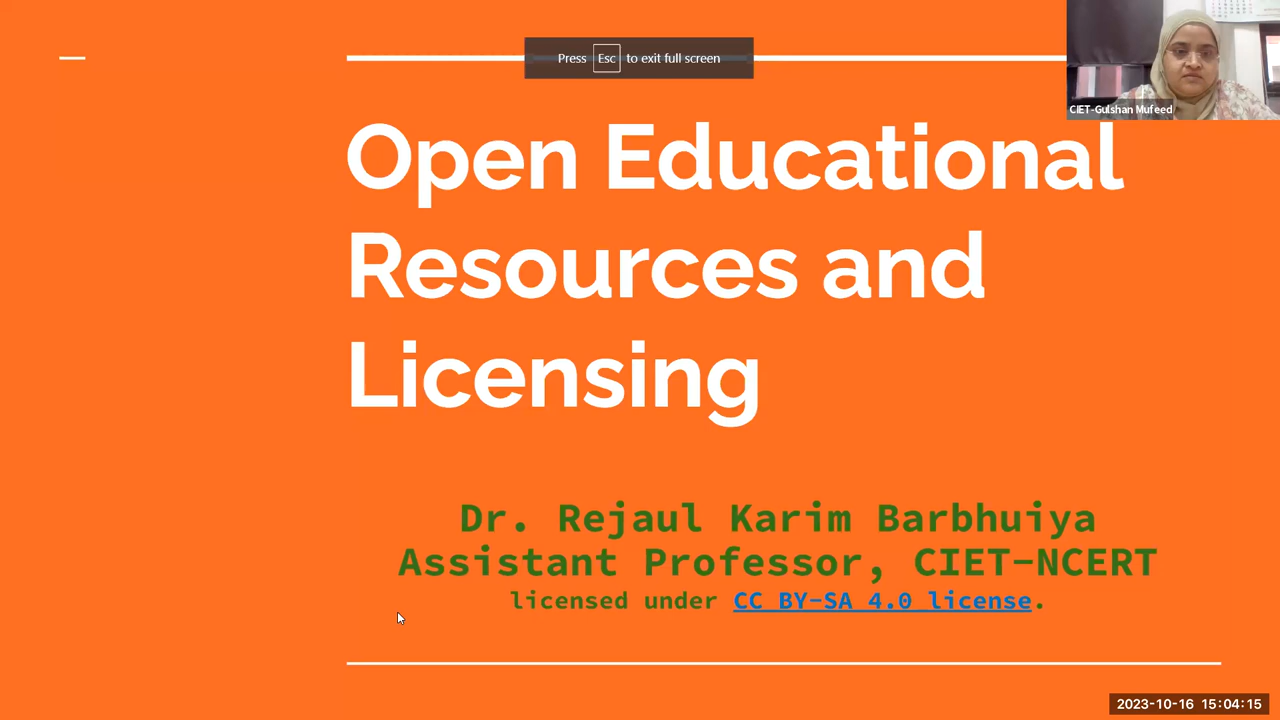 Press Esc to exit full screen
CIET-Gulshan Mufeed
Open Educational
Resources and
Licensing
Dr. Rejaul Karim Barbhuiya
Assistant Professor, CIET-NCERT
licensed under CC BY-SA 4.0 license.
2023-10-16 15:04:15